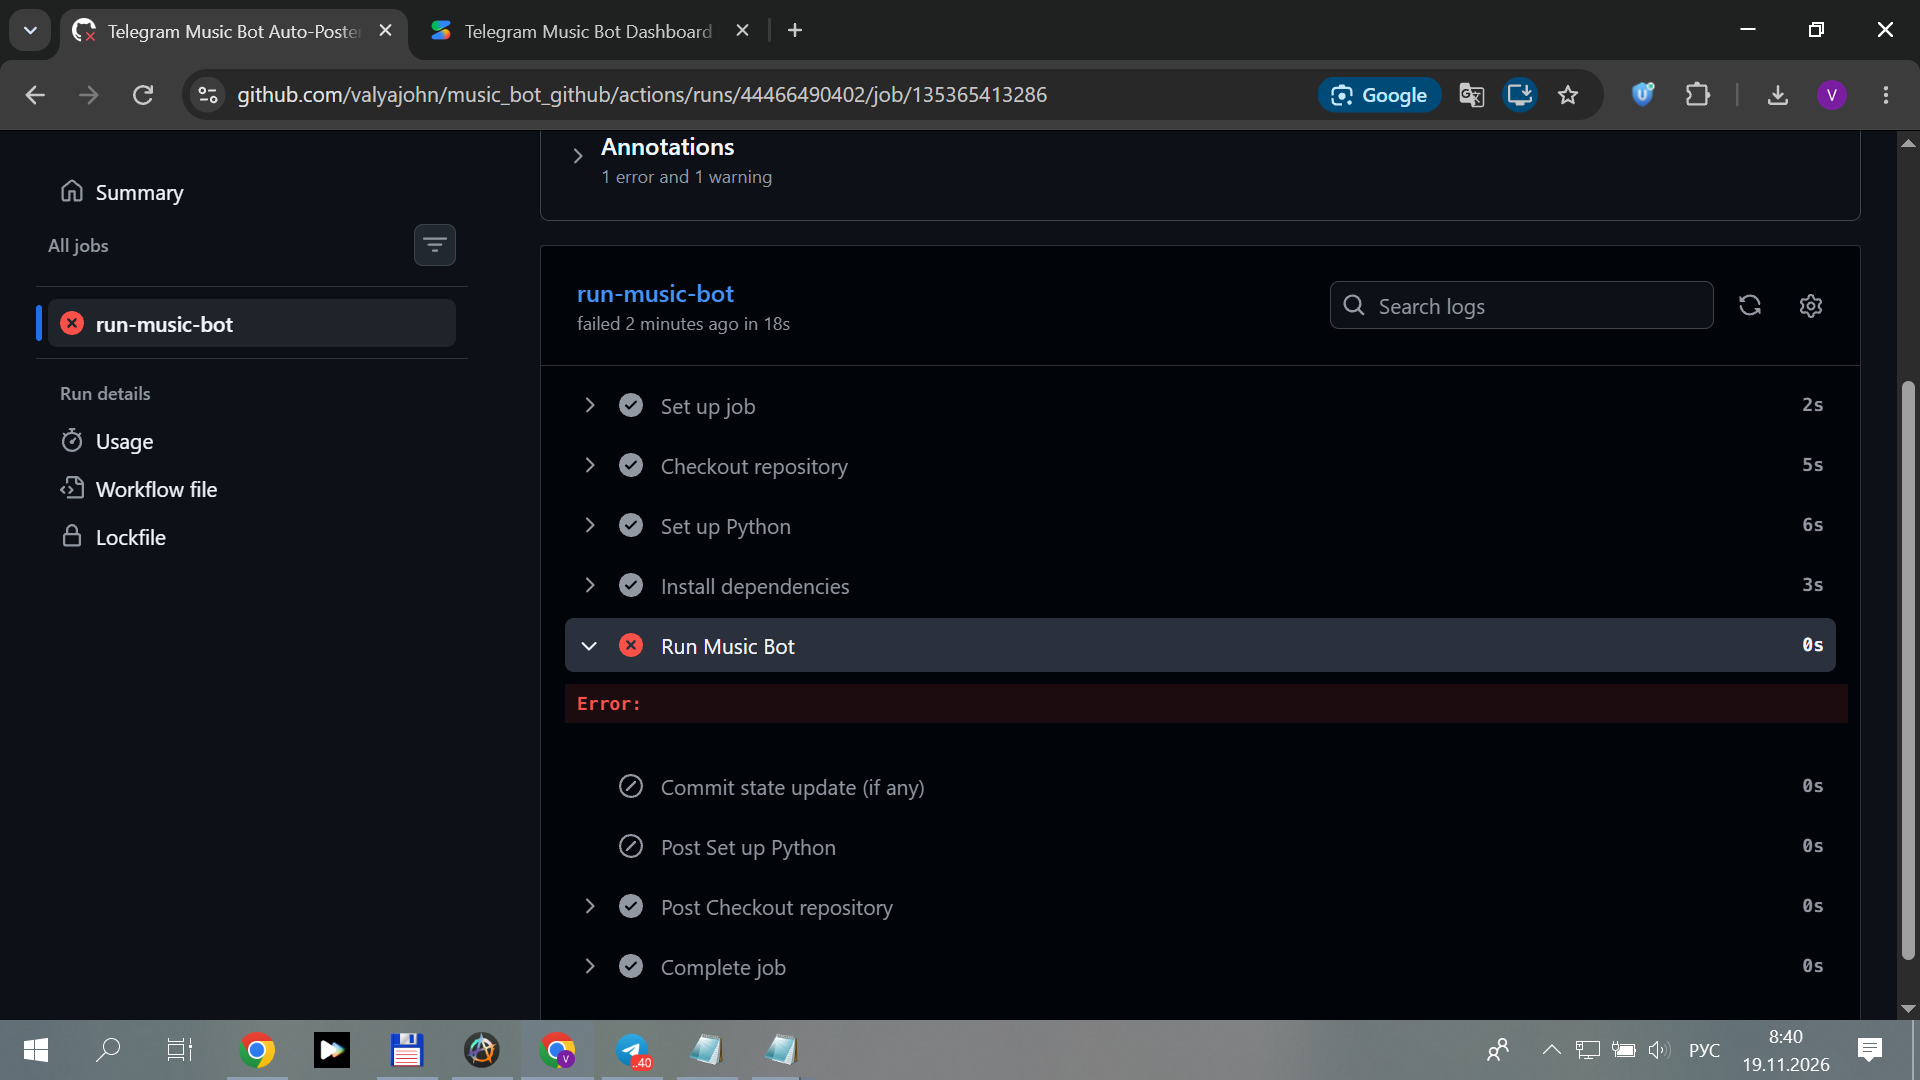 Telegram Music Bot Auto-Poste
Telegram Music Bot Dashboard
github.com/valyajohn/music_bot_github/actions/runs/44466490402/job/135365413286
Google
V
Annotations
1 error and 1 warning
Summary
All jobs
run-music-bot
Run details
Usage
Workflow file
Lockfile
run-music-bot
failed 2 minutes ago in 18s
Search logs
Set up job 2s
Checkout repository 5s
Set up Python 6s
Install dependencies 3s
Run Music Bot 0s
Error:
Commit state update (if any) 0s
Post Set up Python 0s
Post Checkout repository 0s
Complete job 0s
V
..40
РУС
8:40
19.11.2026